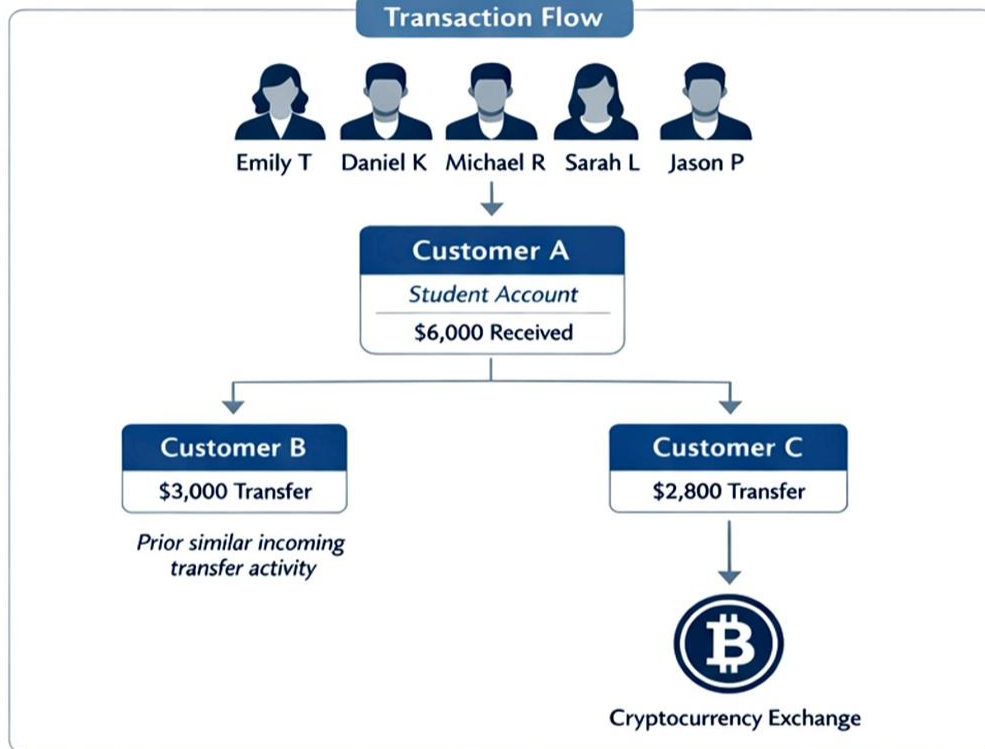 Transaction Flow
Emily T
Daniel K
Michael R
Sarah L
Jason P
Customer A
Student Account
$6,000 Received
Customer B
$3,000 Transfer
Prior similar incoming
transfer activity
Customer C
$2,800 Transfer
B
Cryptocurrency Exchange